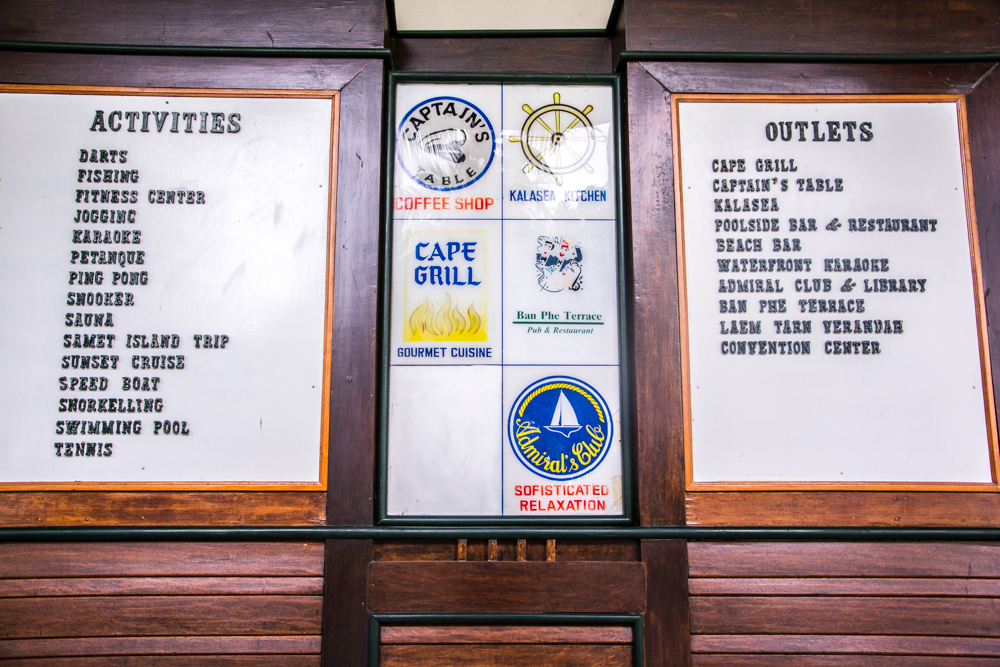 ACTIVITIES
DARTS
FISHING
FITNESS CENTER
JOGGING
KARAOKE
PETANQUE
PING PONG
SNOOKER
SAUNA
SAMET ISLAND TRIP
SUNSET CRUISE
SPEED BOAT
SNORKELLING
SWIMMING POOL
TENNIS
CAPTAIN'S
TABLE
COFFEE SHOP
KALASEA KITCHEN
CAPE
GRILL
GOURMET CUISINE
Ban Phe Terrace
Pub & Restaurant
Admiral's Club
SOFISTICATED
RELAXATION
OUTLETS
CAPE GRILL
CAPTAIN'S TABLE
KALASEA
POOLSIDE BAR & RESTAURANT
BEACH BAR
WATERFRONT KARAOKE
ADMIRAL CLUB & LIBRARY
BAN PHE TERRACE
LAEM TARN VERANDAH
CONVENTION CENTER